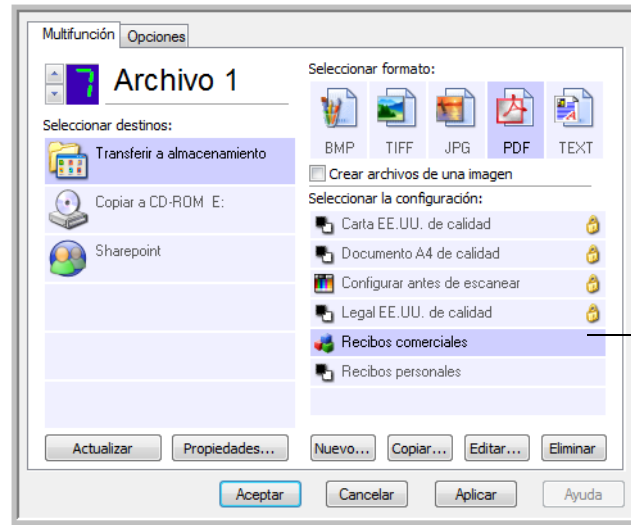 Multifunción
Opciones
7
Archivo 1
Seleccionar destinos:
Transferir a almacenamiento
Copiar a CD-ROM E:
Sharepoint
Actualizar
Propiedades...
Seleccionar formato:
BMP
TIFF
JPG
PDF
TEXT
Crear archivos de una imagen
Seleccionar la configuración:
Carta EE.UU. de calidad
Documento A4 de calidad
Configurar antes de escanear
Legal EE.UU. de calidad
Recibos comerciales
Recibos personales
Nuevo...
Copiar...
Editar...
Eliminar
Aceptar
Cancelar
Aplicar
Ayuda